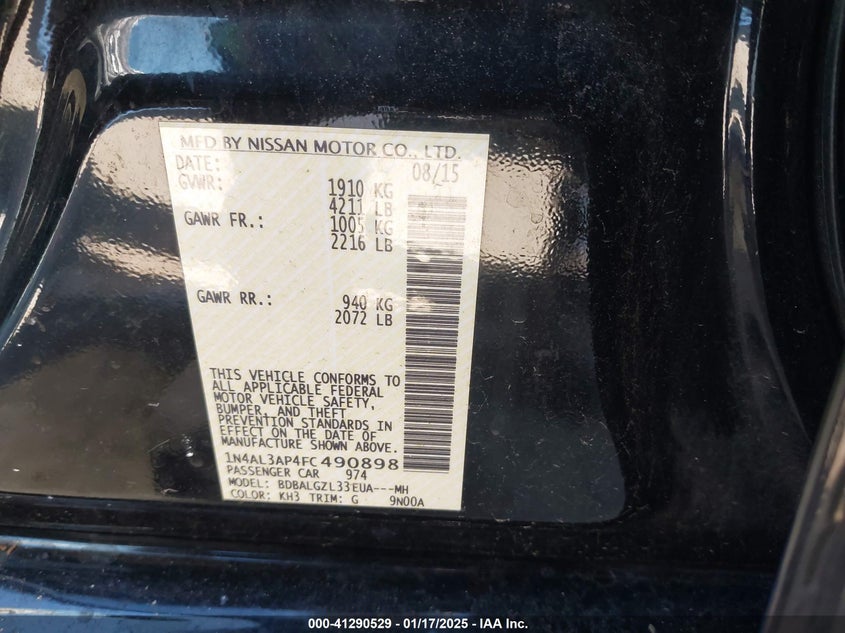 MFD BY NISSAN MOTOR CO., LTD.
DATE: 08/15
GVWR: 1910 KG
4211 LB
GAWR FR.: 1005 KG
2216 LB
GAWR RR.: 940 KG
2072 LB
THIS VEHICLE CONFORMS TO
ALL APPLICABLE FEDERAL
MOTOR VEHICLE SAFETY,
BUMPER, AND THEFT
PREVENTION STANDARDS IN
EFFECT ON THE DATE OF
MANUFACTURE SHOWN ABOVE.
1N4AL3AP4FC490898
PASSENGER CAR 974
MODEL: BDBALGZL33EUA---MH
COLOR: KH3 TRIM: G 9N00A
000-41290529 - 01/17/2025 - IAA Inc.